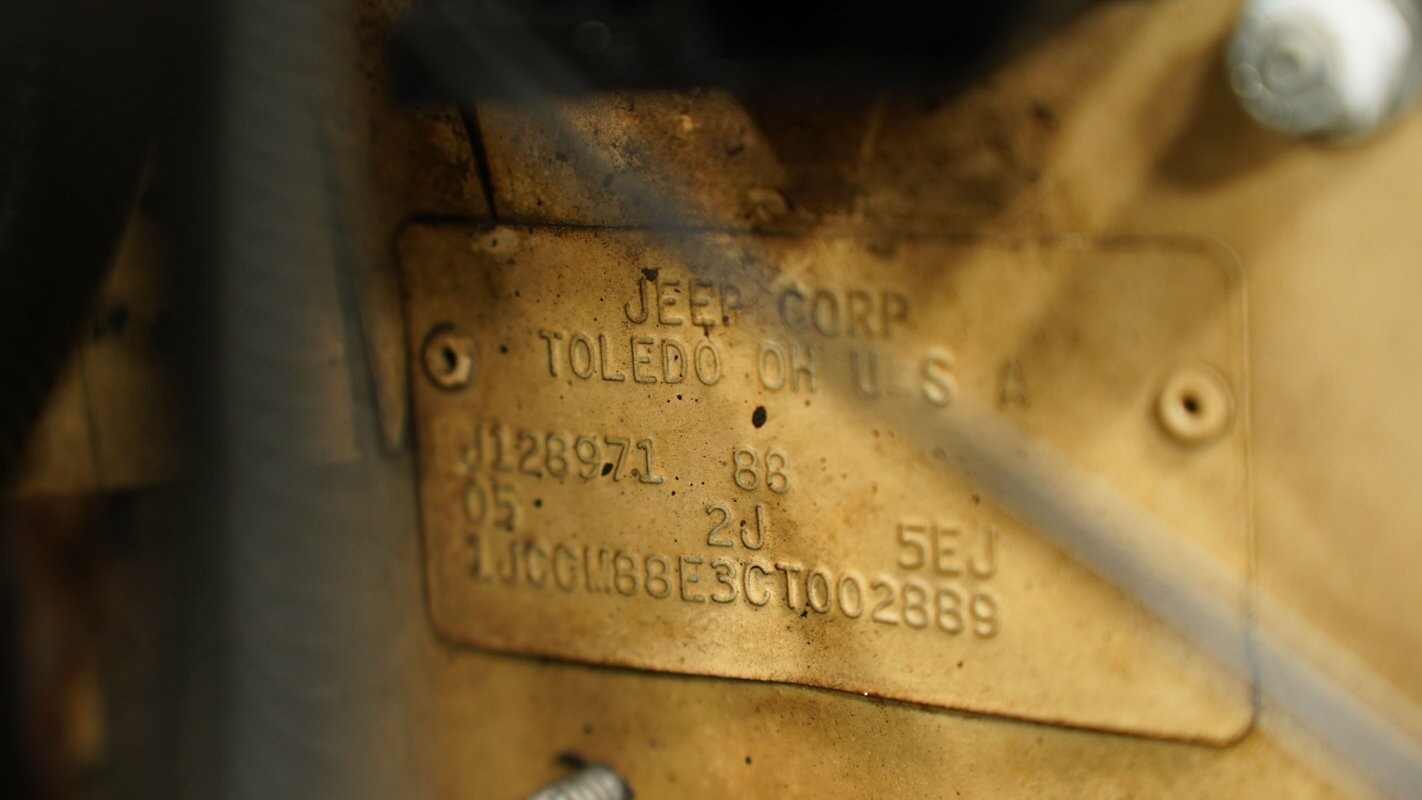 JEEP CORP
TOLEDO OH U S A
J128971 88
05 2J 5EJ
1JCCM88E3CT002889